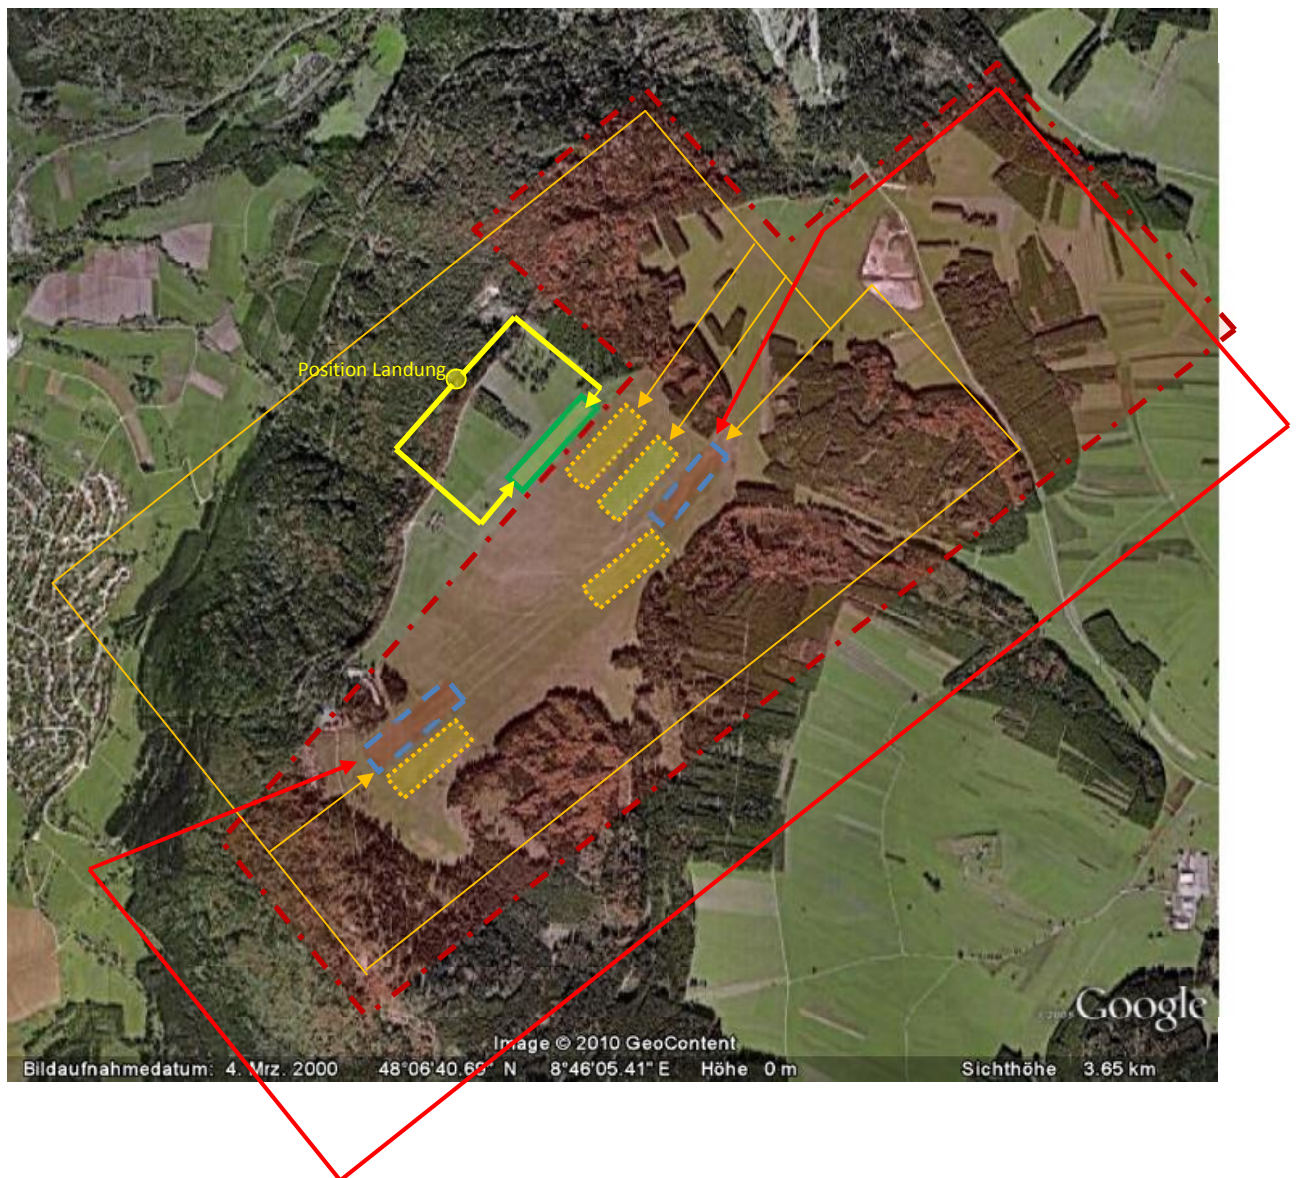 Position Landung
Google
Image © 2010 GeoContent
Bildaufnahmedatum: 4. Mrz. 2000 48°06'40.69" N 8°46'05.41" E Höhe 0 m Sichthöhe 3.65 km